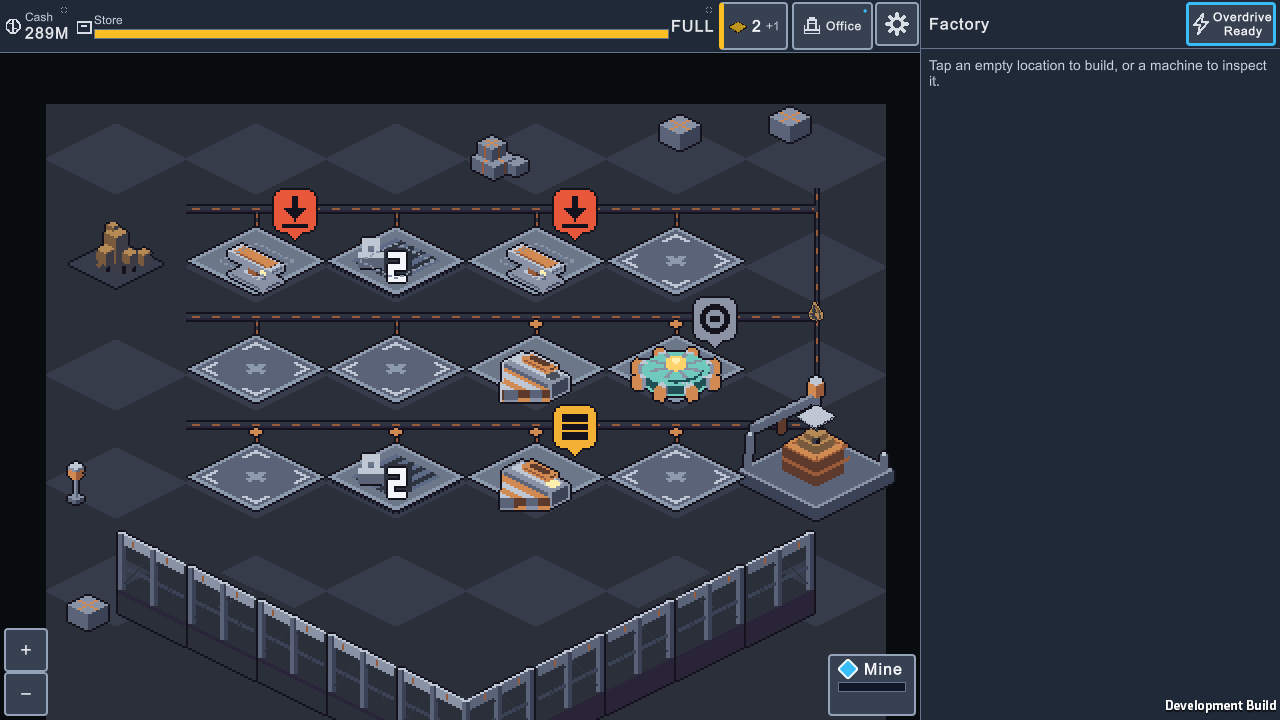 Cash
289M
Store
FULL
2 +1
Office
Factory
Overdrive
Ready
Tap an empty location to build, or a machine to inspect
it.
2
2
+
−
Mine
Development Build